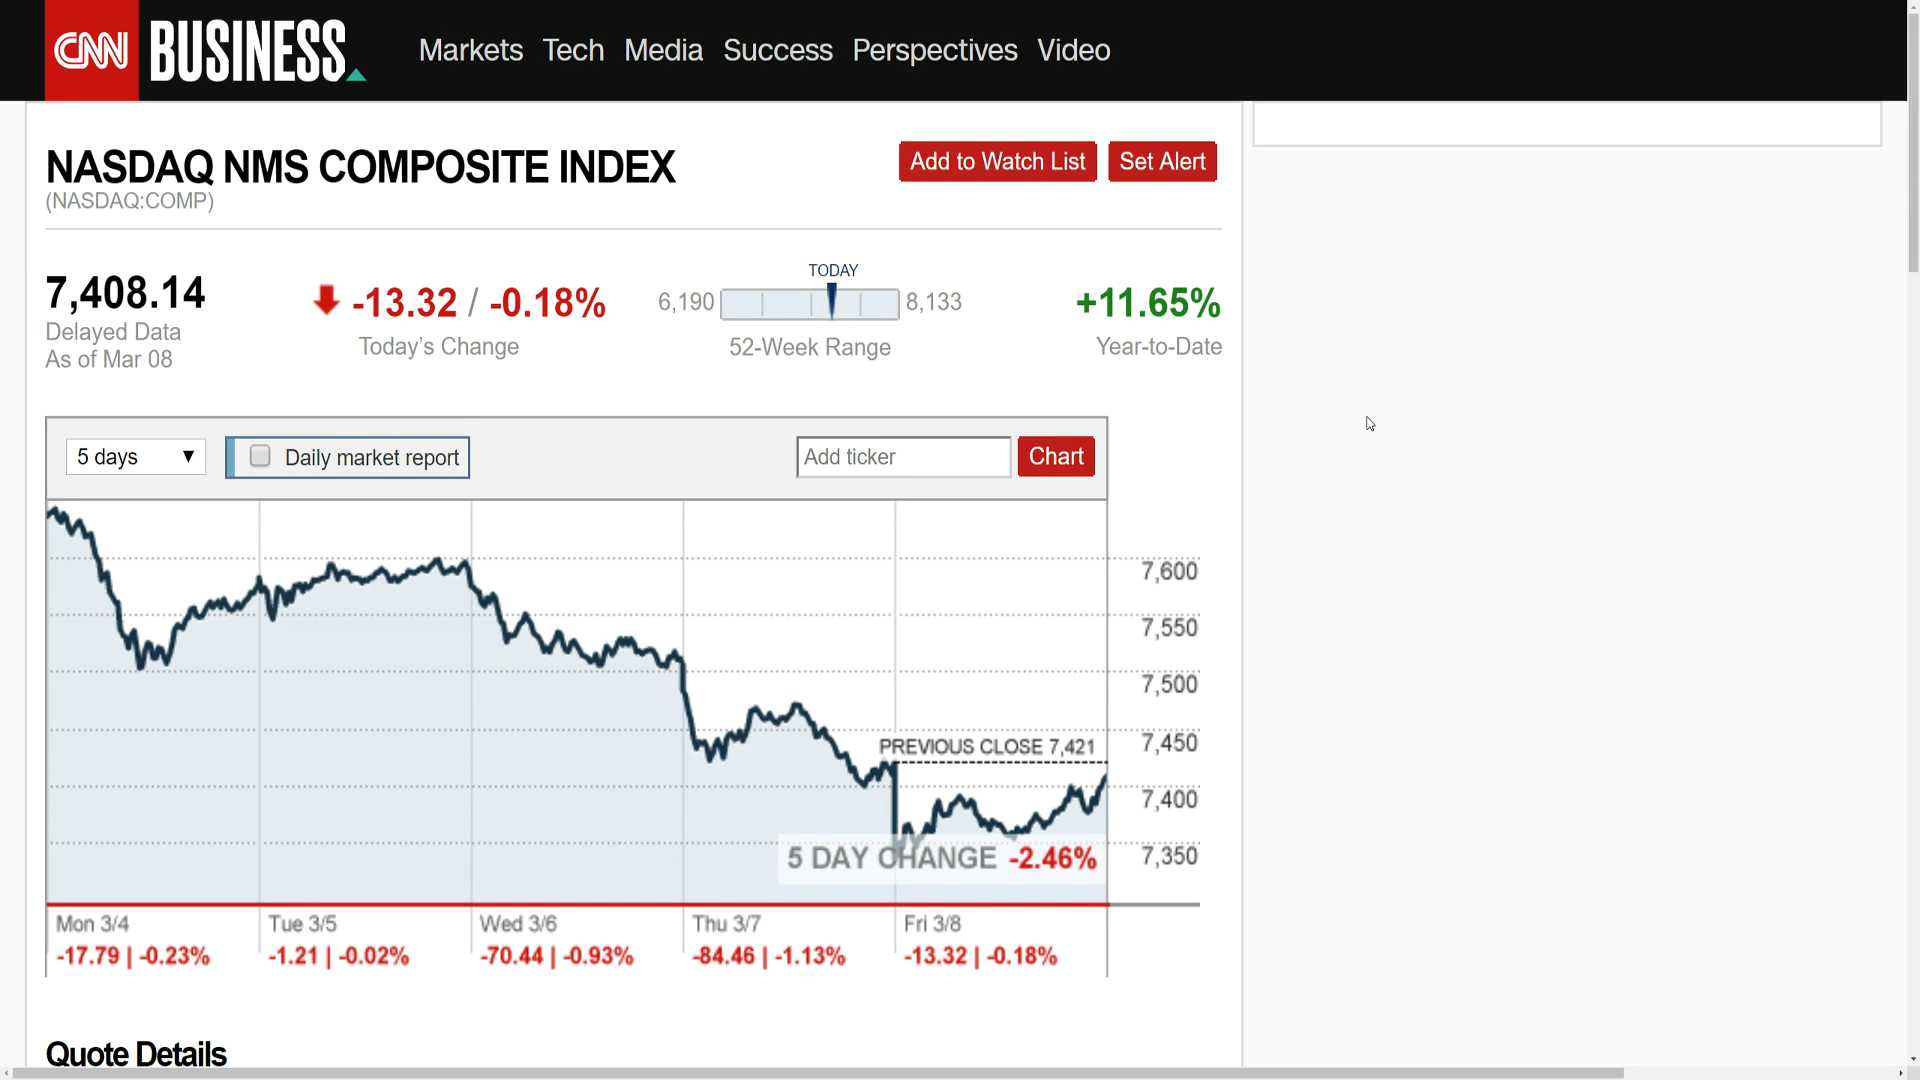 CNN BUSINESS
Markets Tech Media Success Perspectives Video
NASDAQ NMS COMPOSITE INDEX
(NASDAQ:COMP)
Add to Watch List Set Alert
TODAY
7,408.14
-13.32 / -0.18%
6,190 8,133
+11.65%
Delayed Data
As of Mar 08
Today’s Change
52-Week Range
Year-to-Date
5 days Daily market report Add ticker Chart
7,600
7,550
7,500
PREVIOUS CLOSE 7,421
7,450
7,400
5 DAY CHANGE -2.46%
7,350
Mon 3/4 Tue 3/5 Wed 3/6 Thu 3/7 Fri 3/8
-17.79 | -0.23% -1.21 | -0.02% -70.44 | -0.93% -84.46 | -1.13% -13.32 | -0.18%
Quote Details